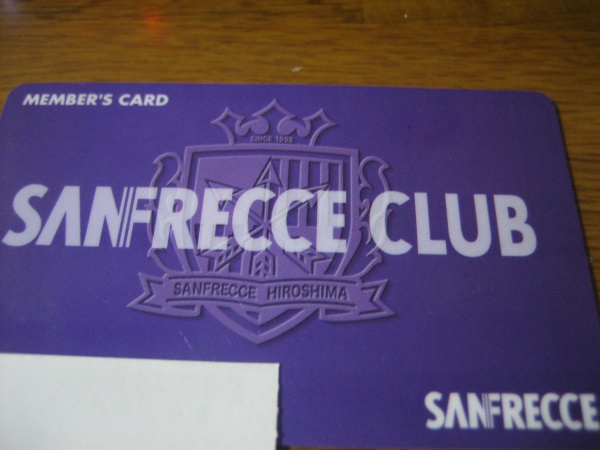 MEMBER'S CARD
SINCE 1992
SANFRECCE CLUB
SANFRECCE HIROSHIMA
SANFRECCE